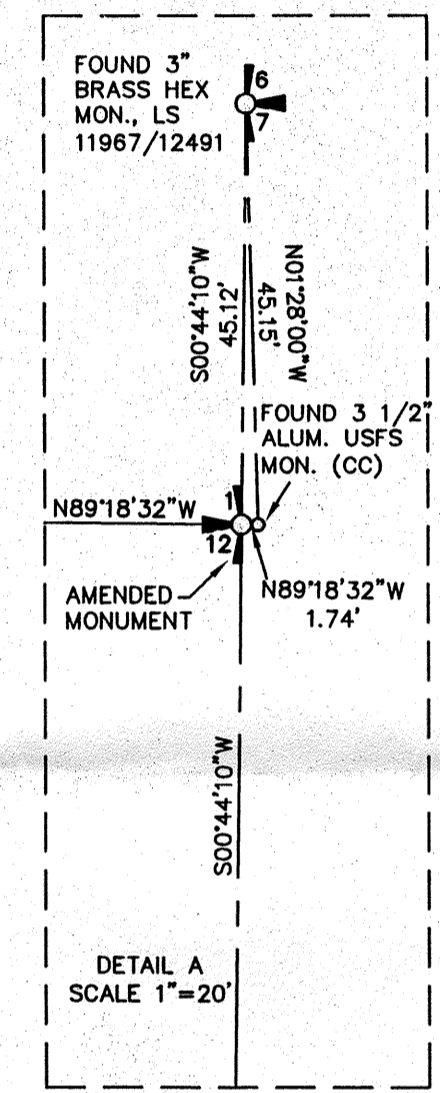 FOUND 3"
BRASS HEX
MON., LS
11967/12491
6
7
S00°44'10"W
45.12'
N01°28'00"W
45.15'
FOUND 3 1/2"
ALUM. USFS
MON. (CC)
N89°18'32"W
1
12
AMENDED
MONUMENT
N89°18'32"W
1.74'
S00°44'10"W
DETAIL A
SCALE 1"=20'